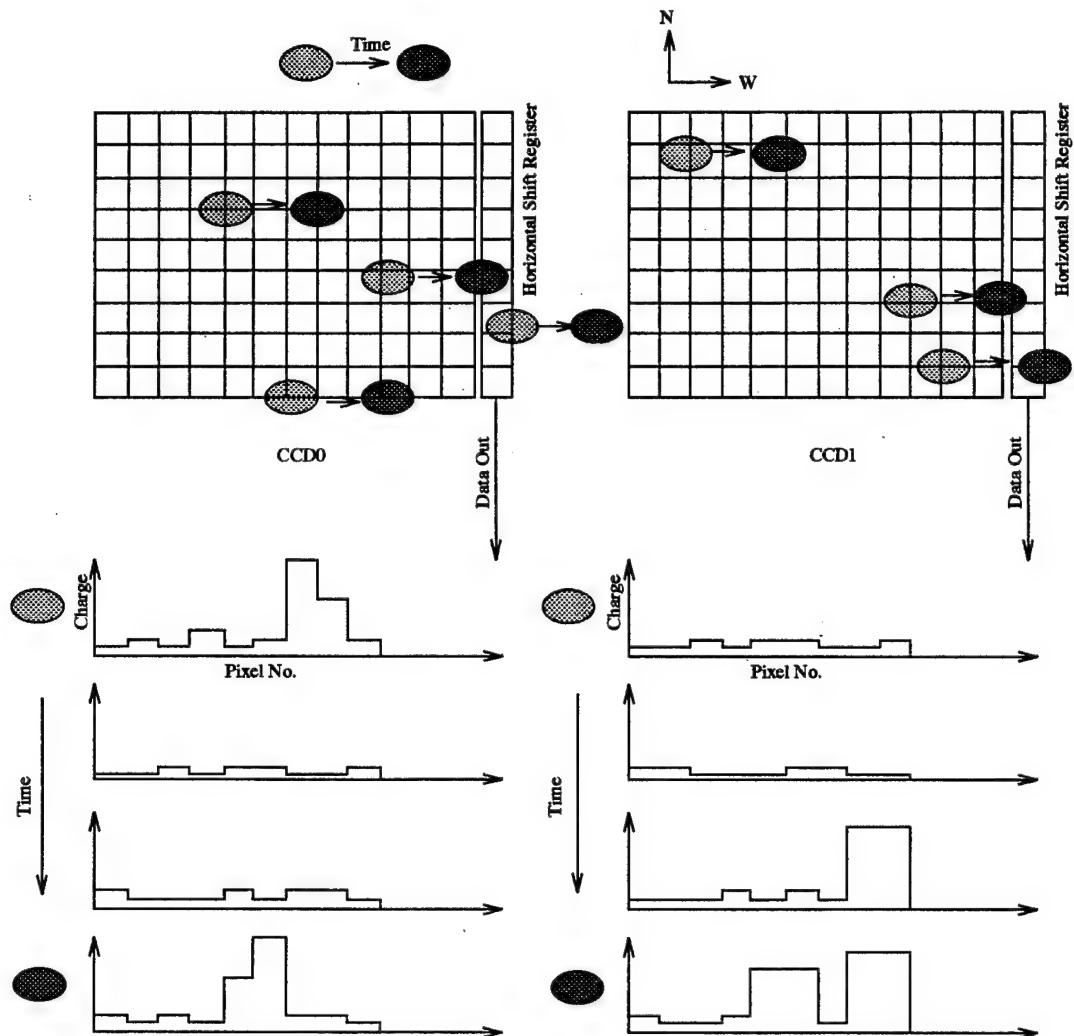 Time
N
W
Horizontal Shift Register
Horizontal Shift Register
CCD0
Data Out
CCD1
Data Out
Charge
Pixel No.
Charge
Pixel No.
Time
Time